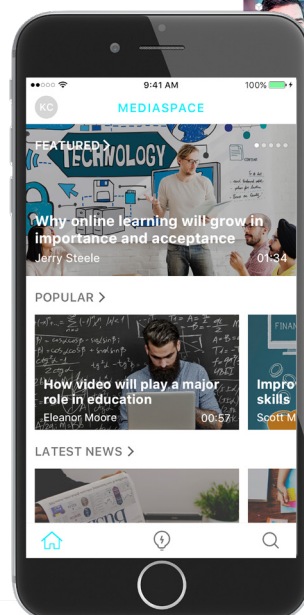 9:41 AM
100%
KC
MEDIASPACE
FEATURED >
TECHNOLOGY
Why online learning will grow in
importance and acceptance
Jerry Steele
01:34
POPULAR >
How video will play a major
role in education
Eleanor Moore
00:57
FINAN
Impro
skills
Scott M
LATEST NEWS >